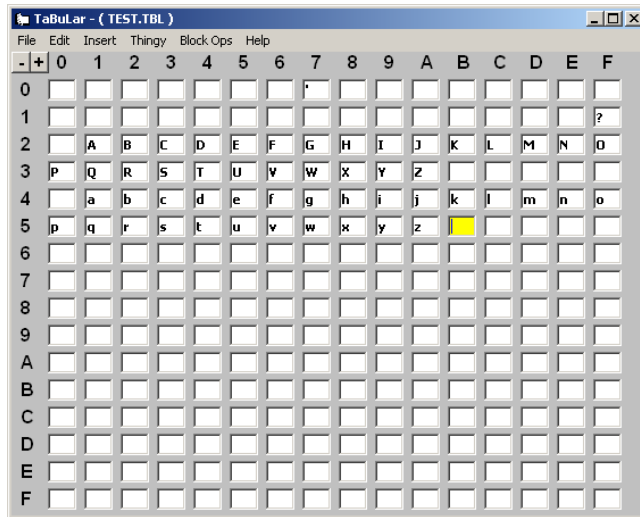 TaBuLar - ( TEST.TBL )
File Edit Insert Thingy Block Ops Help
- + 0 1 2 3 4 5 6 7 8 9 A B C D E F
0 '
1 ?
2 A B C D E F G H I J K L M N O
3 P Q R S T U V W X Y Z
4 a b c d e f g h i j k l m n o
5 p q r s t u v w x y z
6
7
8
9
A
B
C
D
E
F